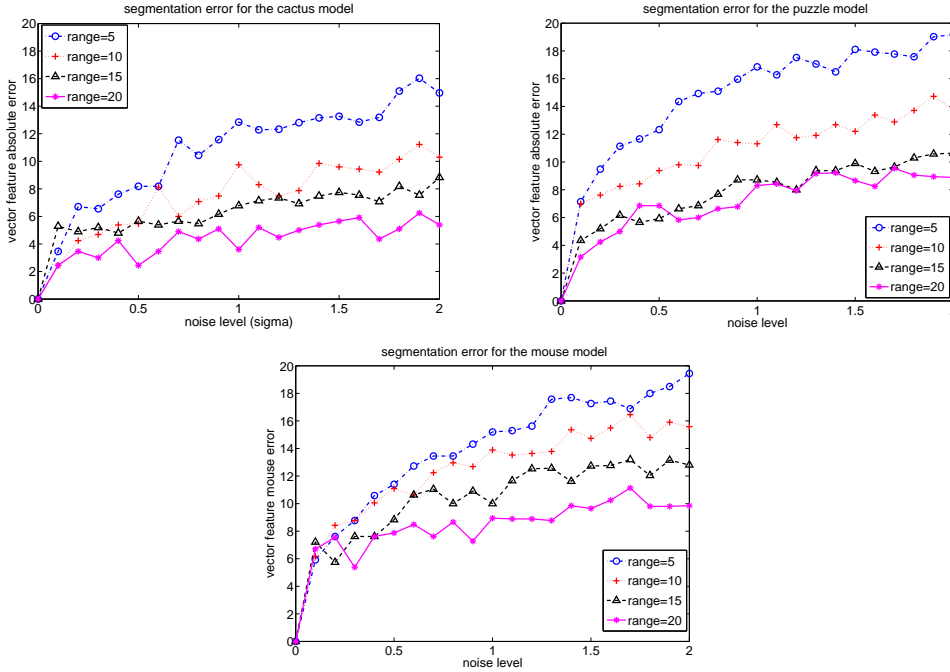 segmentation error for the cactus model
20
18
16
14
12
10
8
6
4
2
0
vector feature absolute error
range=5
range=10
range=15
range=20
0 0.5 1 1.5 2
noise level (sigma)
segmentation error for the puzzle model
20
18
16
14
12
10
8
6
4
2
0
vector feature absolute error
range=5
range=10
range=15
range=20
0 0.5 1 1.5 2
noise level
segmentation error for the mouse model
20
18
16
14
12
10
8
6
4
2
0
vector feature mouse error
range=5
range=10
range=15
range=20
0 0.5 1 1.5 2
noise level